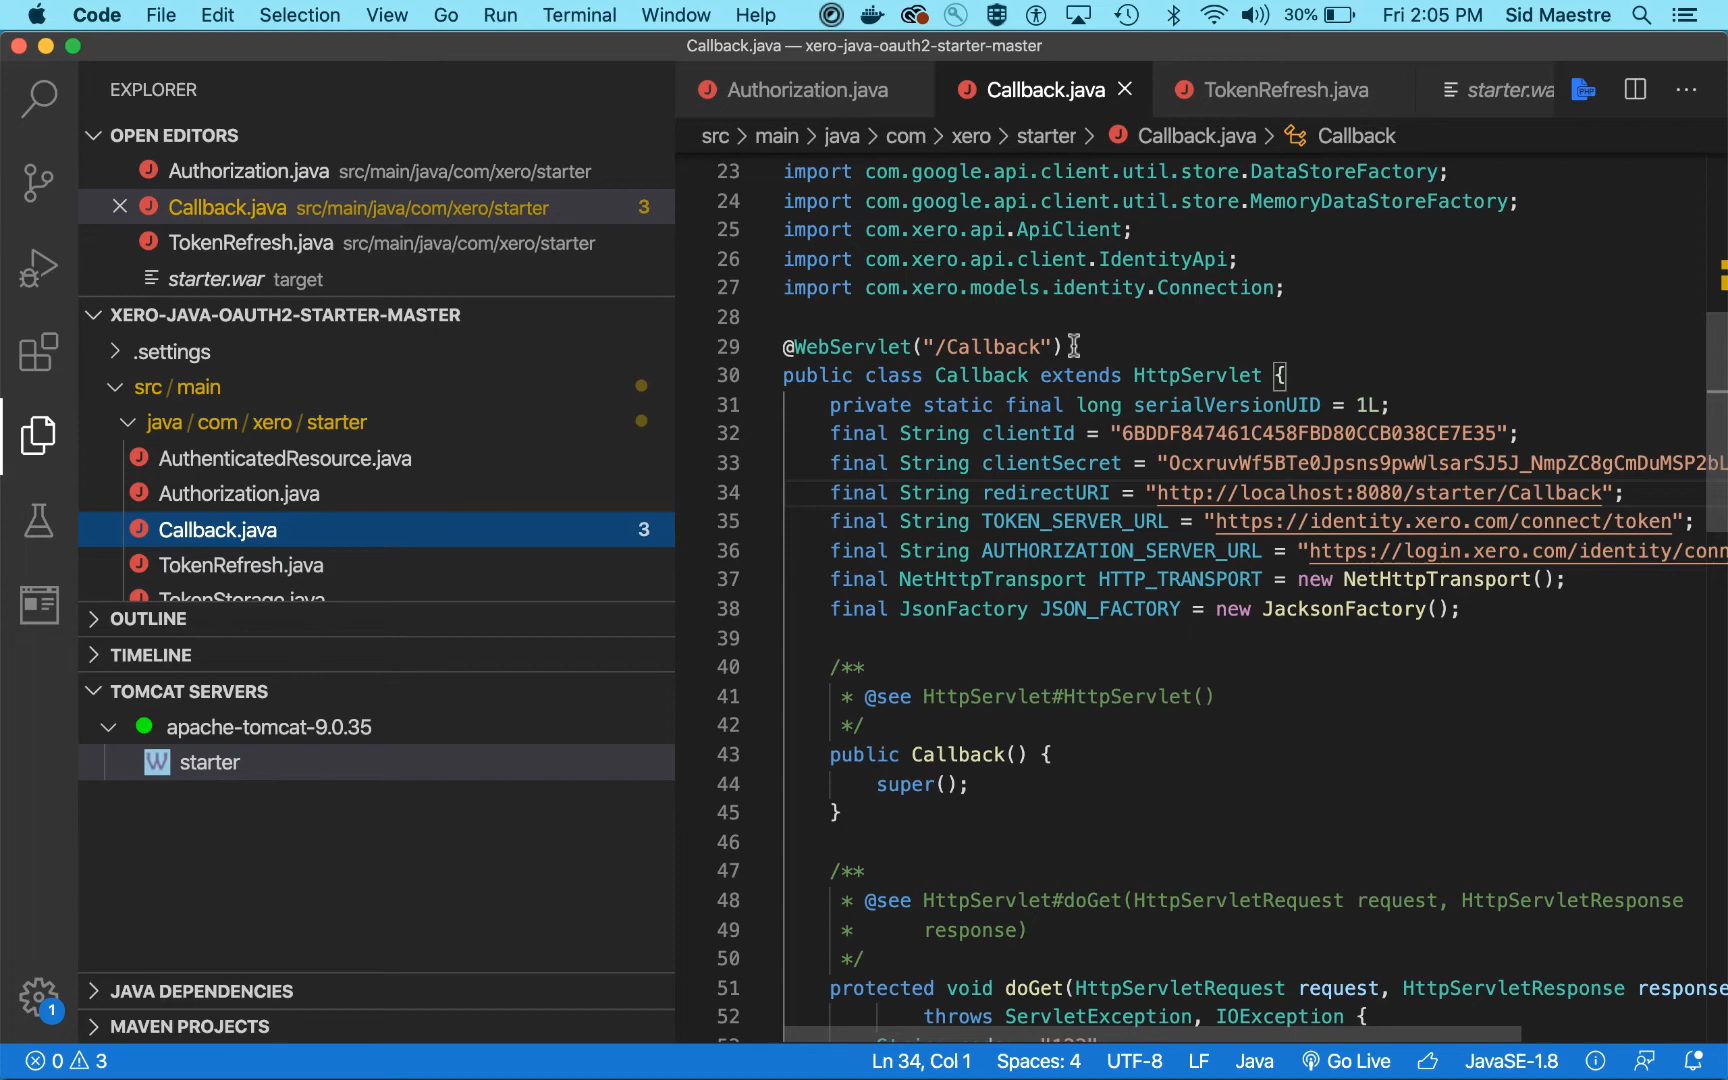 Code File Edit Selection View Go Run Terminal Window Help 30% Fri 2:05 PM Sid Maestre
Callback.java — xero-java-oauth2-starter-master
EXPLORER
OPEN EDITORS
Authorization.java src/main/java/com/xero/starter
Callback.java src/main/java/com/xero/starter 3
TokenRefresh.java src/main/java/com/xero/starter
starter.war target
XERO-JAVA-OAUTH2-STARTER-MASTER
.settings
src / main
java / com / xero / starter
AuthenticatedResource.java
Authorization.java
Callback.java 3
TokenRefresh.java
TokenStorage.java
OUTLINE
TIMELINE
TOMCAT SERVERS
apache-tomcat-9.0.35
W starter
JAVA DEPENDENCIES
MAVEN PROJECTS
1
Authorization.java Callback.java TokenRefresh.java starter.wa PHP
src > main > java > com > xero > starter > Callback.java > Callback
23 import com.google.api.client.util.store.DataStoreFactory;
24 import com.google.api.client.util.store.MemoryDataStoreFactory;
25 import com.xero.api.ApiClient;
26 import com.xero.api.client.IdentityApi;
27 import com.xero.models.identity.Connection;
28
29 @WebServlet("/Callback")
30 public class Callback extends HttpServlet {
31 private static final long serialVersionUID = 1L;
32 final String clientId = "6BDDF847461C458FBD80CCB038CE7E35";
33 final String clientSecret = "OcxruvWf5BTe0Jpsns9pwWlsarSJ5J_NmpZC8gCmDuMSP2bL
34 final String redirectURI = "http://localhost:8080/starter/Callback";
35 final String TOKEN_SERVER_URL = "https://identity.xero.com/connect/token";
36 final String AUTHORIZATION_SERVER_URL = "https://login.xero.com/identity/conn
37 final NetHttpTransport HTTP_TRANSPORT = new NetHttpTransport();
38 final JsonFactory JSON_FACTORY = new JacksonFactory();
39
40 /**
41 * @see HttpServlet#HttpServlet()
42 */
43 public Callback() {
44 super();
45 }
46
47 /**
48 * @see HttpServlet#doGet(HttpServletRequest request, HttpServletResponse
49 * response)
50 */
51 protected void doGet(HttpServletRequest request, HttpServletResponse response
52 throws ServletException, IOException {
0 3 Ln 34, Col 1 Spaces: 4 UTF-8 LF Java Go Live JavaSE-1.8